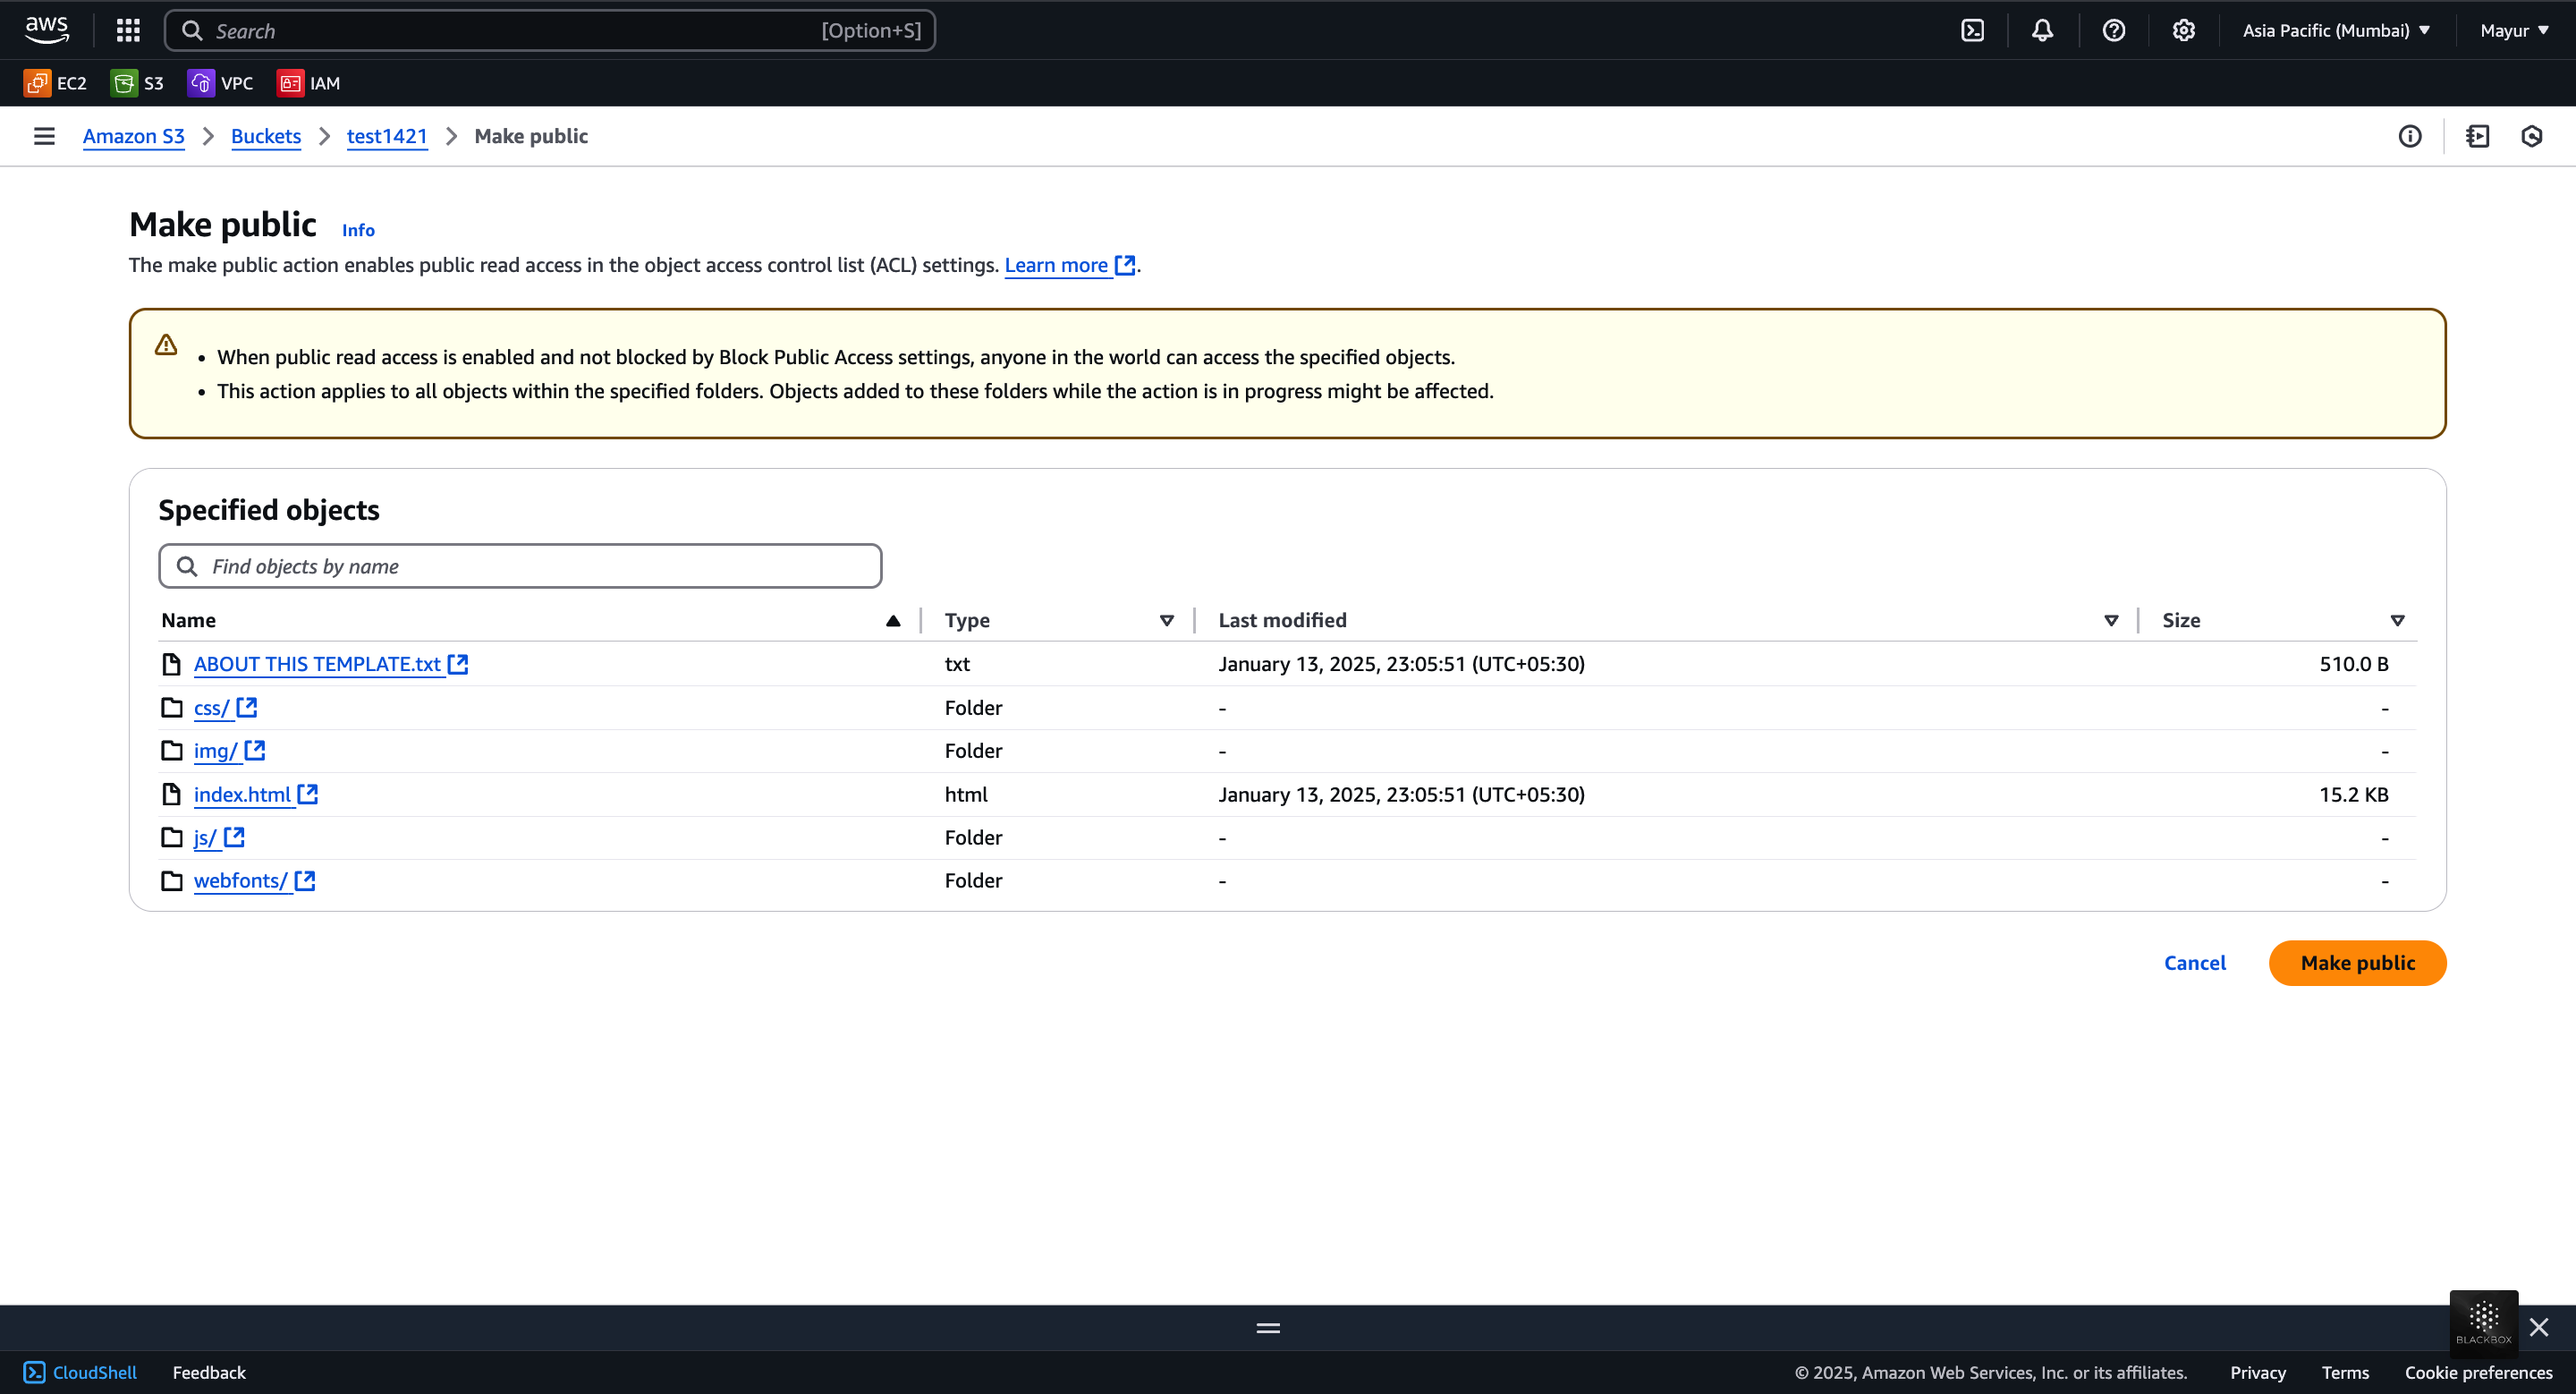 aws Search [Option+S] Asia Pacific (Mumbai) Mayur
EC2 S3 VPC IAM
Amazon S3 Buckets test1421 Make public
Make public Info
The make public action enables public read access in the object access control list (ACL) settings. Learn more .
• When public read access is enabled and not blocked by Block Public Access settings, anyone in the world can access the specified objects.
• This action applies to all objects within the specified folders. Objects added to these folders while the action is in progress might be affected.
Specified objects
Find objects by name
Name Type Last modified Size
ABOUT THIS TEMPLATE.txt txt January 13, 2025, 23:05:51 (UTC+05:30) 510.0 B
css/ Folder - -
img/ Folder - -
index.html html January 13, 2025, 23:05:51 (UTC+05:30) 15.2 KB
js/ Folder - -
webfonts/ Folder - -
Cancel Make public
BLACKBOX
CloudShell Feedback © 2025, Amazon Web Services, Inc. or its affiliates. Privacy Terms Cookie preferences